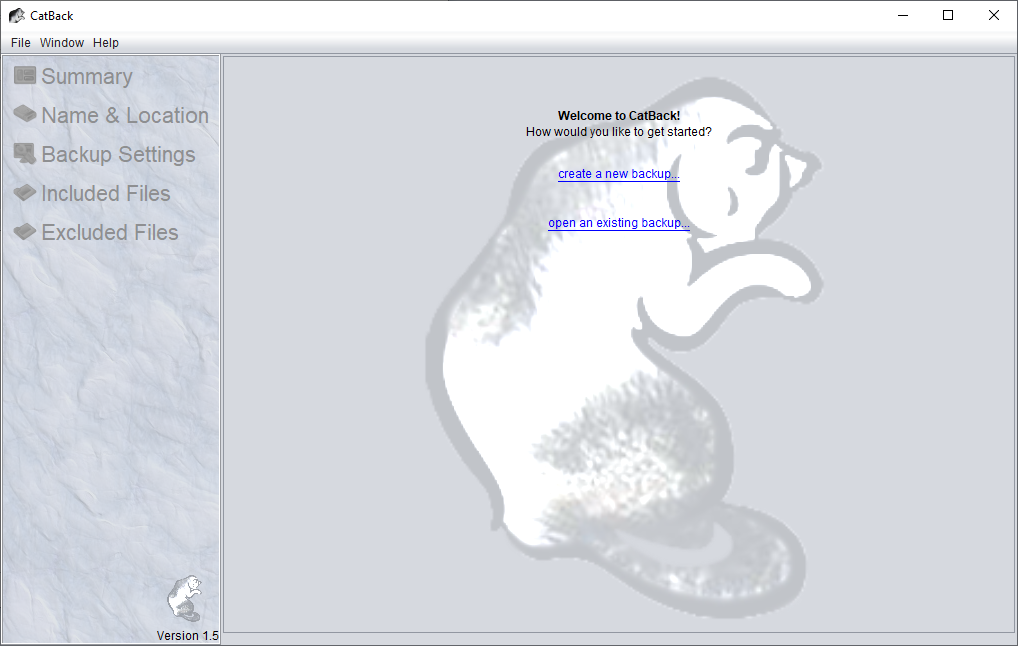 CatBack
File Window Help
Summary
Name & Location
Backup Settings
Included Files
Excluded Files
Version 1.5
Welcome to CatBack!
How would you like to get started?
create a new backup...
open an existing backup...